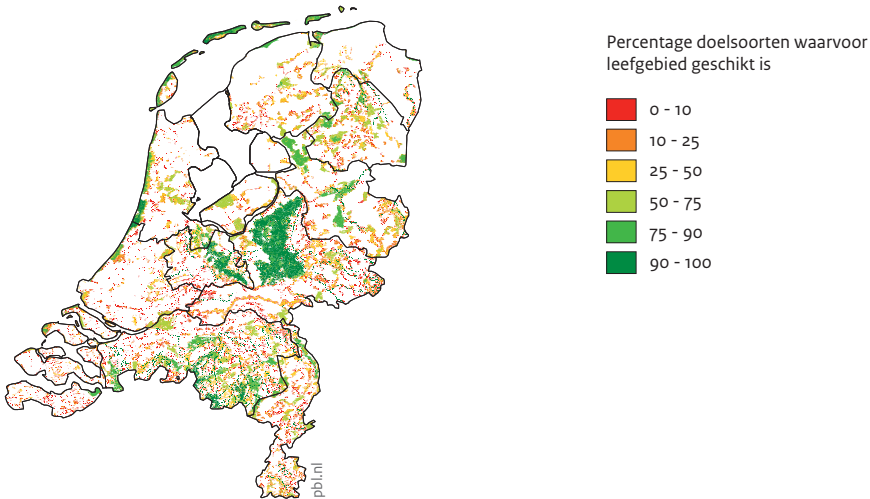 Percentage doelsoorten waarvoor
leefgebied geschikt is
0 - 10
10 - 25
25 - 50
50 - 75
75 - 90
90 - 100
pbl.nl